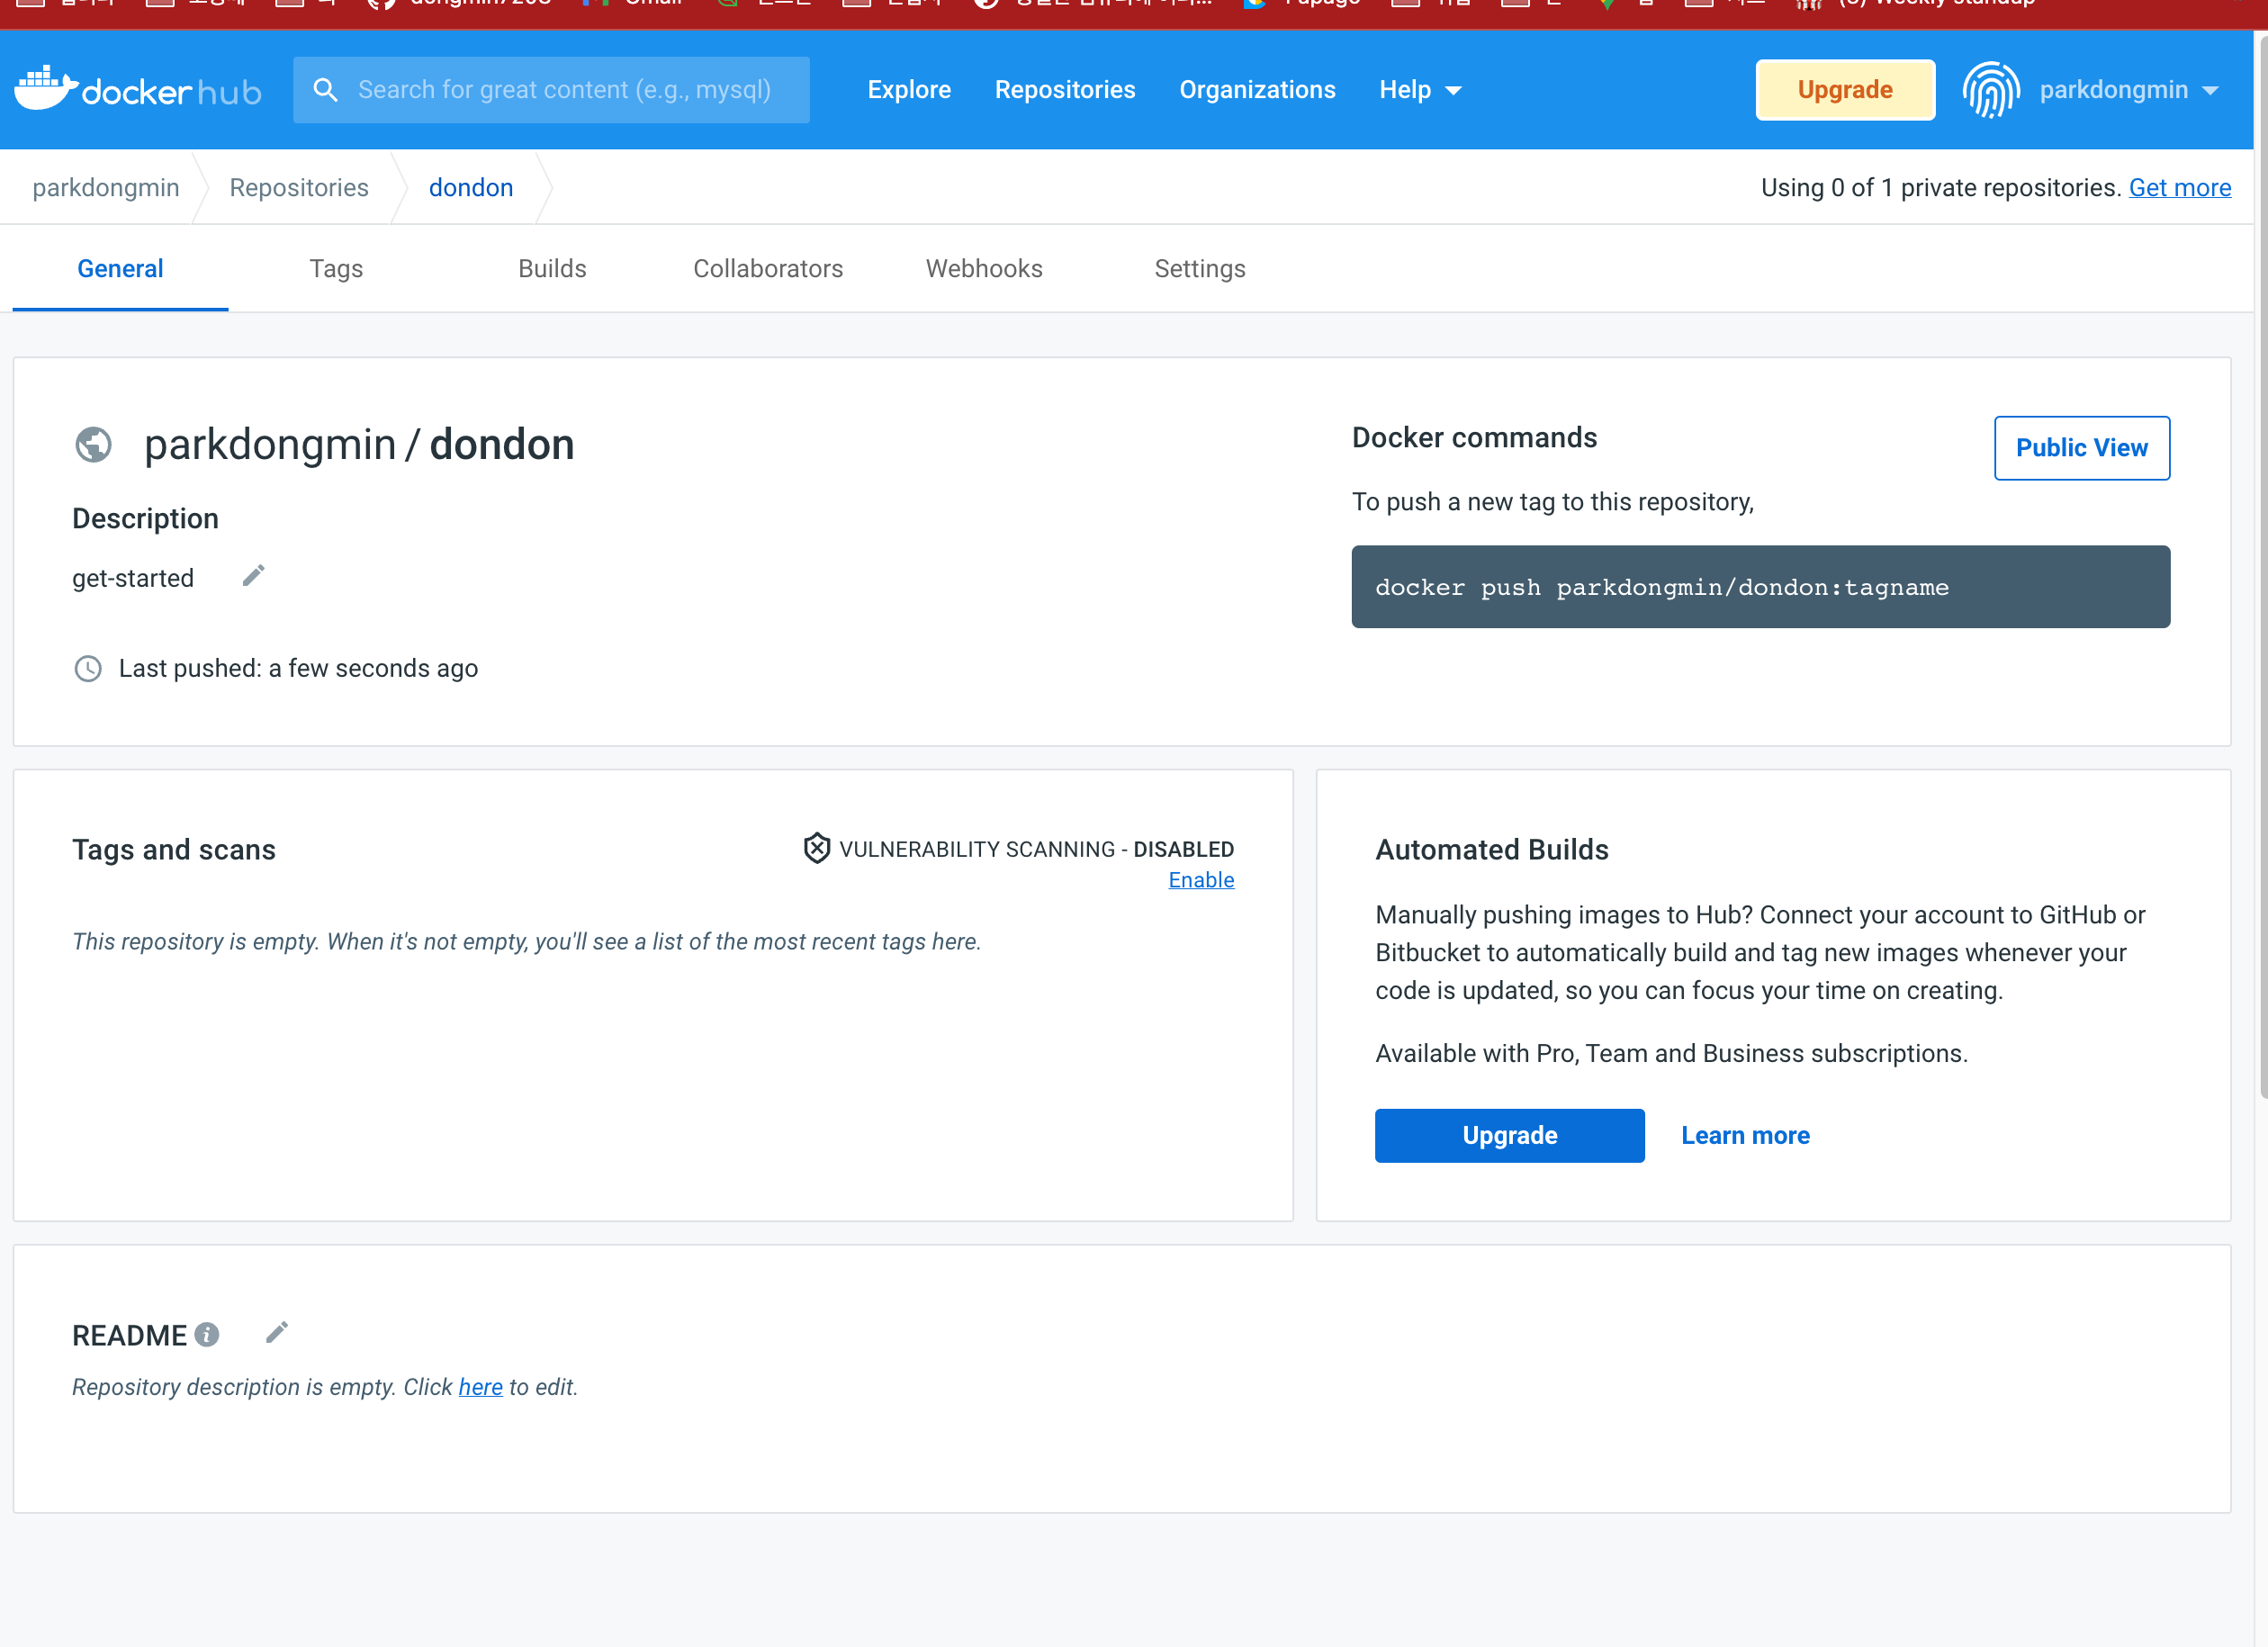 Gmail
Papago
(8) Weekly standup
docker hub
Search for great content (e.g., mysql)
Explore
Repositories
Organizations
Help
Upgrade
parkdongmin
parkdongmin
Repositories
dondon
Using 0 of 1 private repositories. Get more
General
Tags
Builds
Collaborators
Webhooks
Settings
parkdongmin / dondon
Description
get-started
Last pushed: a few seconds ago
Docker commands
Public View
To push a new tag to this repository,
docker push parkdongmin/dondon:tagname
Tags and scans
VULNERABILITY SCANNING - DISABLED
Enable
This repository is empty. When it's not empty, you'll see a list of the most recent tags here.
Automated Builds
Manually pushing images to Hub? Connect your account to GitHub or
Bitbucket to automatically build and tag new images whenever your
code is updated, so you can focus your time on creating.
Available with Pro, Team and Business subscriptions.
Upgrade
Learn more
README
Repository description is empty. Click here to edit.